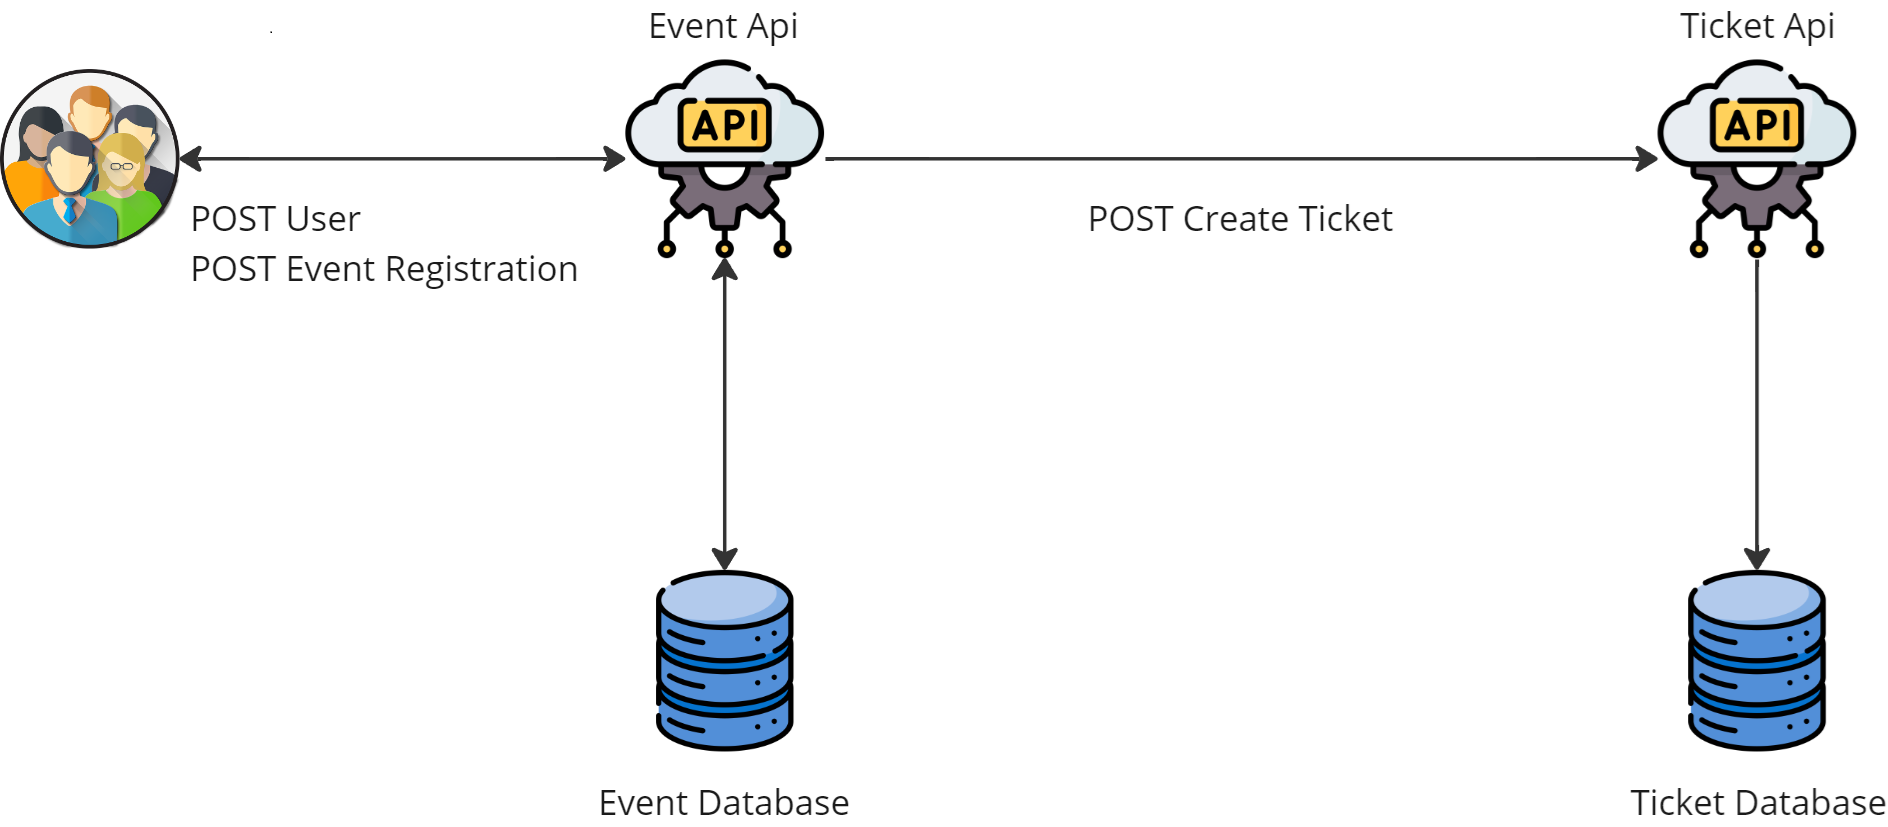 Event Api
Ticket Api
API
API
POST User
POST Event Registration
POST Create Ticket
Event Database
Ticket Database